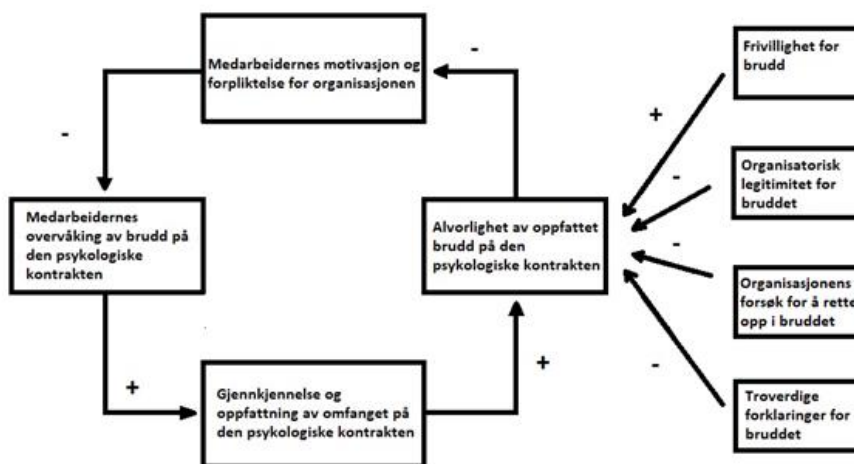 Medarbeidernes motivasjon og
forpliktelse for organisasjonen
-
-
Frivillighet for
brudd
+
Organisatorisk
legitimitet for
bruddet
-
Medarbeidernes
overvåking av brudd på
den psykologiske
kontrakten
Alvorlighet av oppfattet
brudd på den
psykologiske kontrakten
-
Organisasjonens
forsøk for å rette
opp i bruddet
+
Gjennkjennelse og
oppfattning av omfanget på
den psykologiske kontrakten
+
-
Troverdige
forklaringer for
bruddet